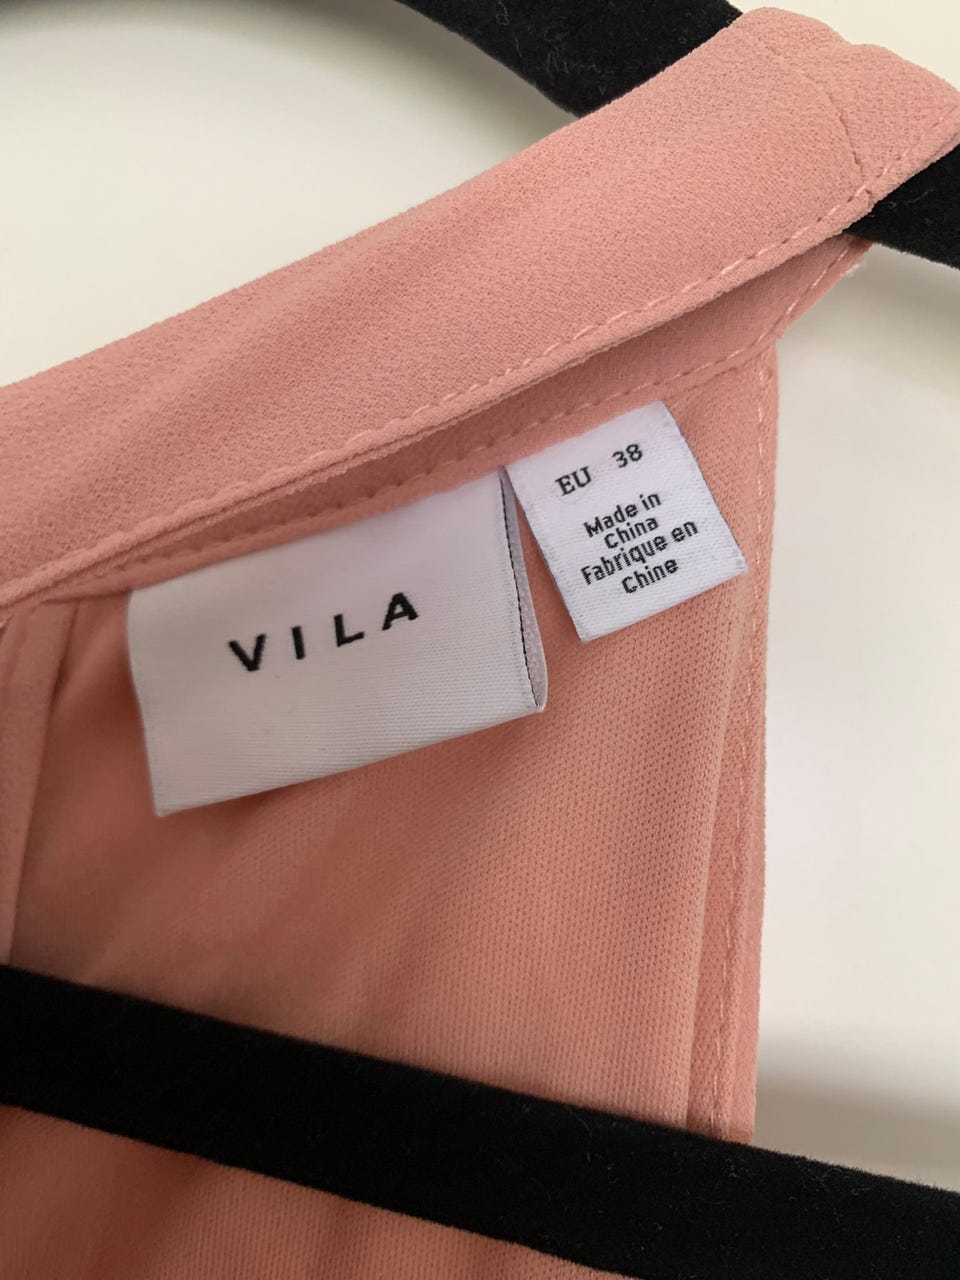 VILA
EU 38
Made in
China
Fabrique en
Chine